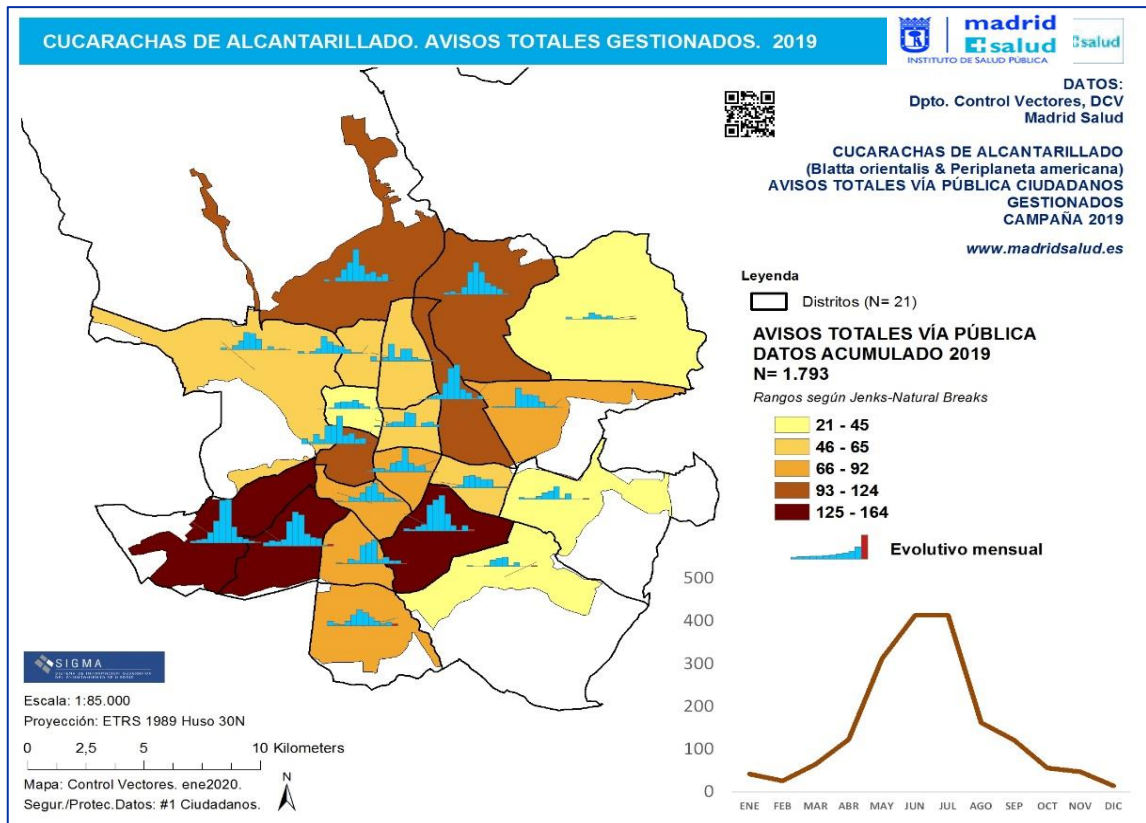 CUCARACHAS DE ALCANTARILLADO. AVISOS TOTALES GESTIONADOS. 2019
madrid
salud
INSTITUTO DE SALUD PÚBLICA
salud
DATOS:
Dpto. Control Vectores, DCV
Madrid Salud
CUCARACHAS DE ALCANTARILLADO
(Blatta orientalis & Periplaneta americana)
AVISOS TOTALES VÍA PÚBLICA CIUDADANOS
GESTIONADOS
CAMPAÑA 2019
www.madridsalud.es
Leyenda
Distritos (N= 21)
AVISOS TOTALES VÍA PÚBLICA
DATOS ACUMULADO 2019
N= 1.793
Rangos según Jenks-Natural Breaks
21 - 45
46 - 65
66 - 92
93 - 124
125 - 164
Evolutivo mensual
500
400
300
200
100
0
ENE FEB MAR ABR MAY JUN JUL AGO SEP OCT NOV DIC
SIGMA
Escala: 1:85.000
Proyección: ETRS 1989 Huso 30N
0 2,5 5 10 Kilometers
Mapa: Control Vectores. ene2020.
Segur./Protec.Datos: #1 Ciudadanos.
N